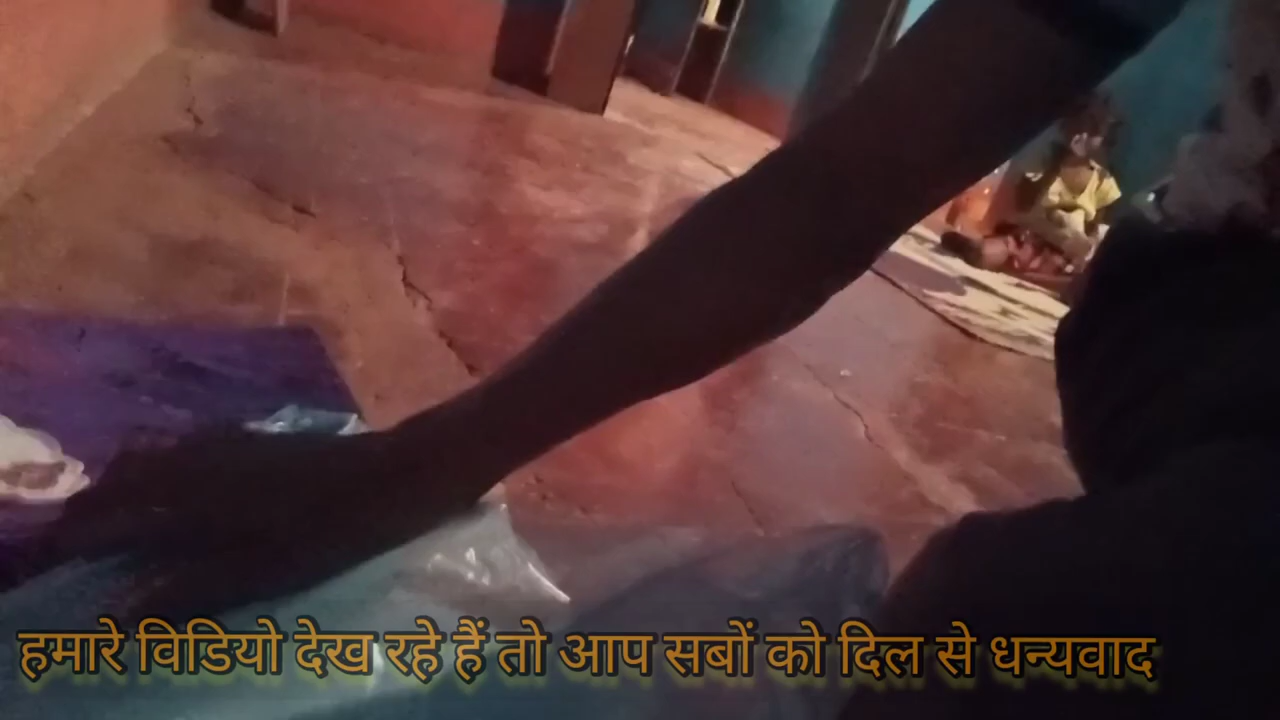 हमारे विडियो देख रहे हैं तो आप सबों को दिल से धन्यवाद